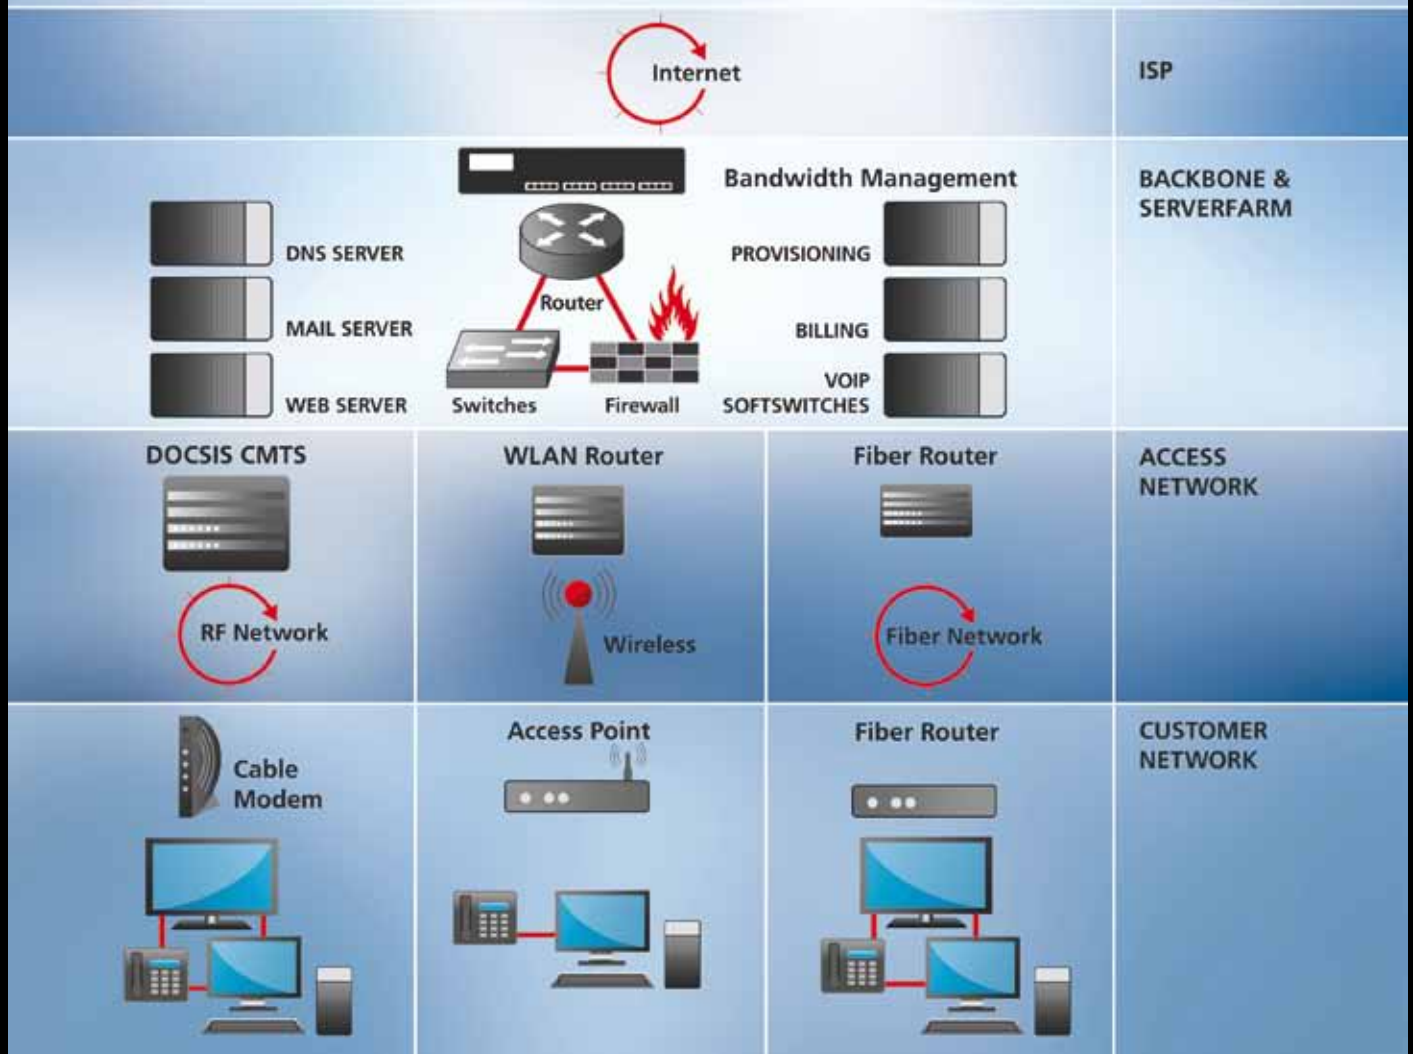 Internet
ISP
Bandwidth Management
BACKBONE &
SERVERFARM
DNS SERVER
PROVISIONING
Router
MAIL SERVER
BILLING
WEB SERVER
Switches
Firewall
VOIP
SOFTSWITCHES
DOCSIS CMTS
WLAN Router
Fiber Router
ACCESS
NETWORK
RF Network
Wireless
Fiber Network
Cable
Modem
Access Point
Fiber Router
CUSTOMER
NETWORK